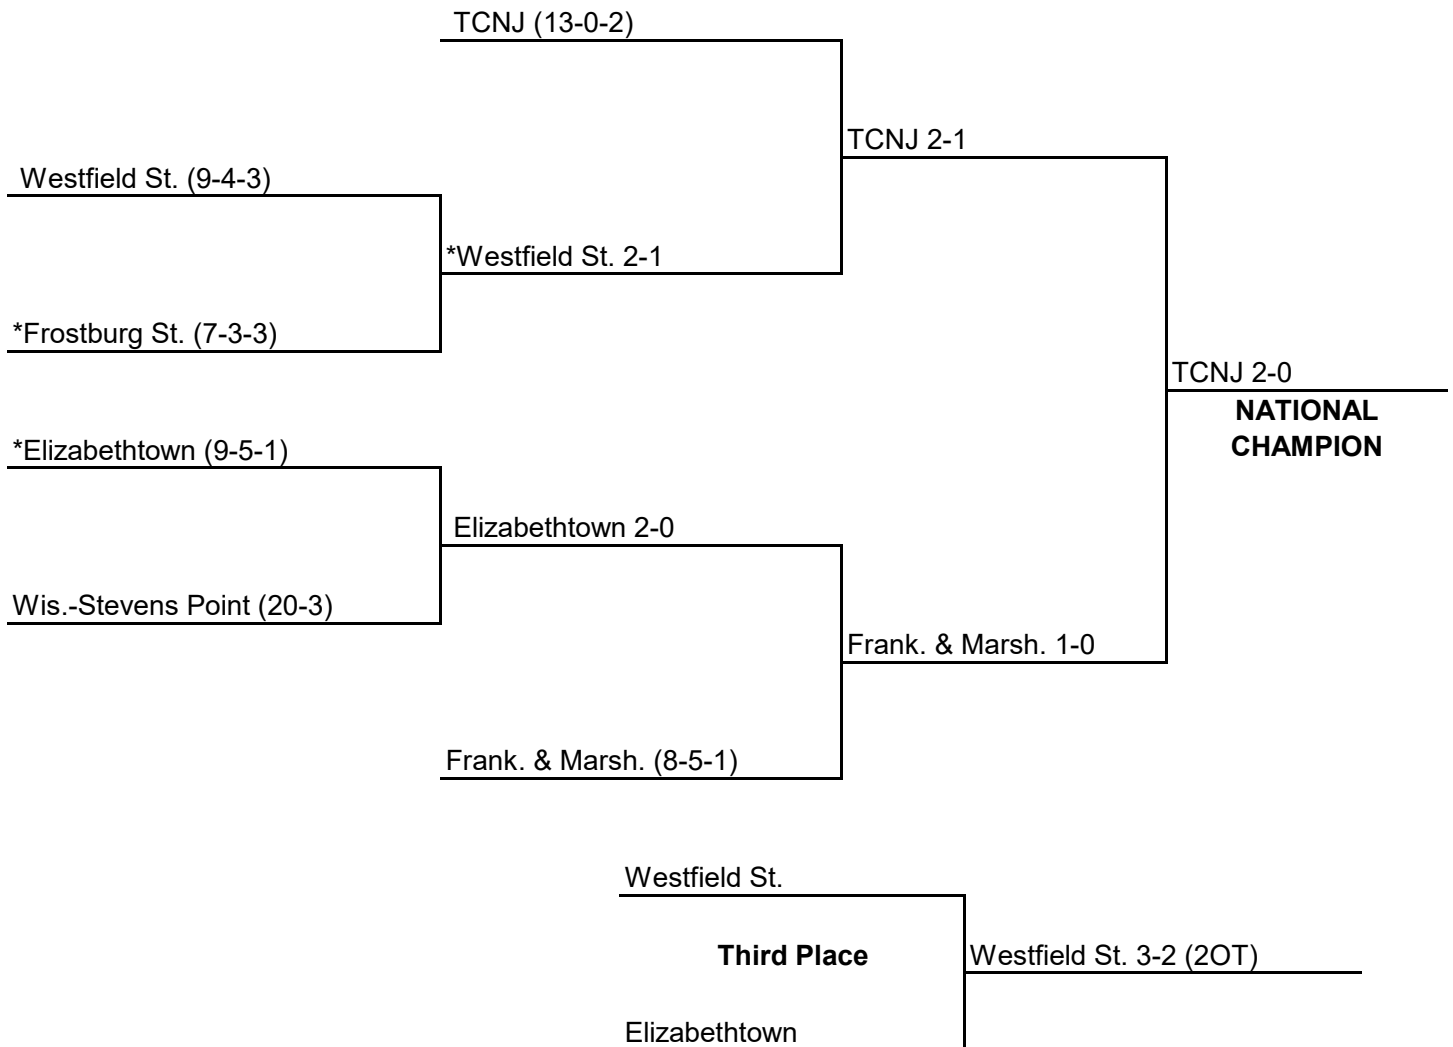 TCNJ (13-0-2)
TCNJ 2-1
Westfield St. (9-4-3)
*Westfield St. 2-1
*Frostburg St. (7-3-3)
TCNJ 2-0
NATIONAL
CHAMPION
*Elizabethtown (9-5-1)
Elizabethtown 2-0
Wis.-Stevens Point (20-3)
Frank. & Marsh. 1-0
Frank. & Marsh. (8-5-1)
Westfield St.
Third Place
Westfield St. 3-2 (2OT)
Elizabethtown